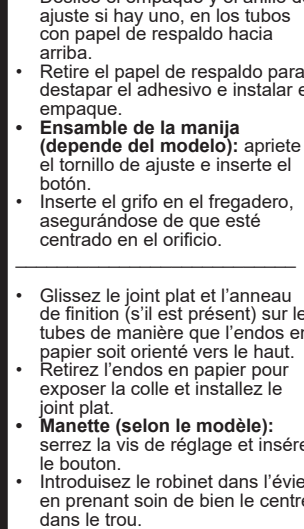 ajuste si hay uno, en los tubos
con papel de respaldo hacia
arriba.
• Retire el papel de respaldo para
destapar el adhesivo e instalar e
empaque.
• Ensamble de la manija
(depende del modelo): apriete
el tornillo de ajuste e inserte el
botón.
• Inserte el grifo en el fregadero,
asegurándose de que esté
centrado en el orificio.
• Glissez le joint plat et l’anneau
de finition (s’il est présent) sur le
tubes de manière que l’endos en
papier soit orienté vers le haut.
• Retirez l’endos en papier pour
exposer la colle et installez le
joint plat.
• Manette (selon le modèle):
serrez la vis de réglage et insére
le bouton.
• Introduisez le robinet dans l’évie
en prenant soin de bien le centre
dans le trou.